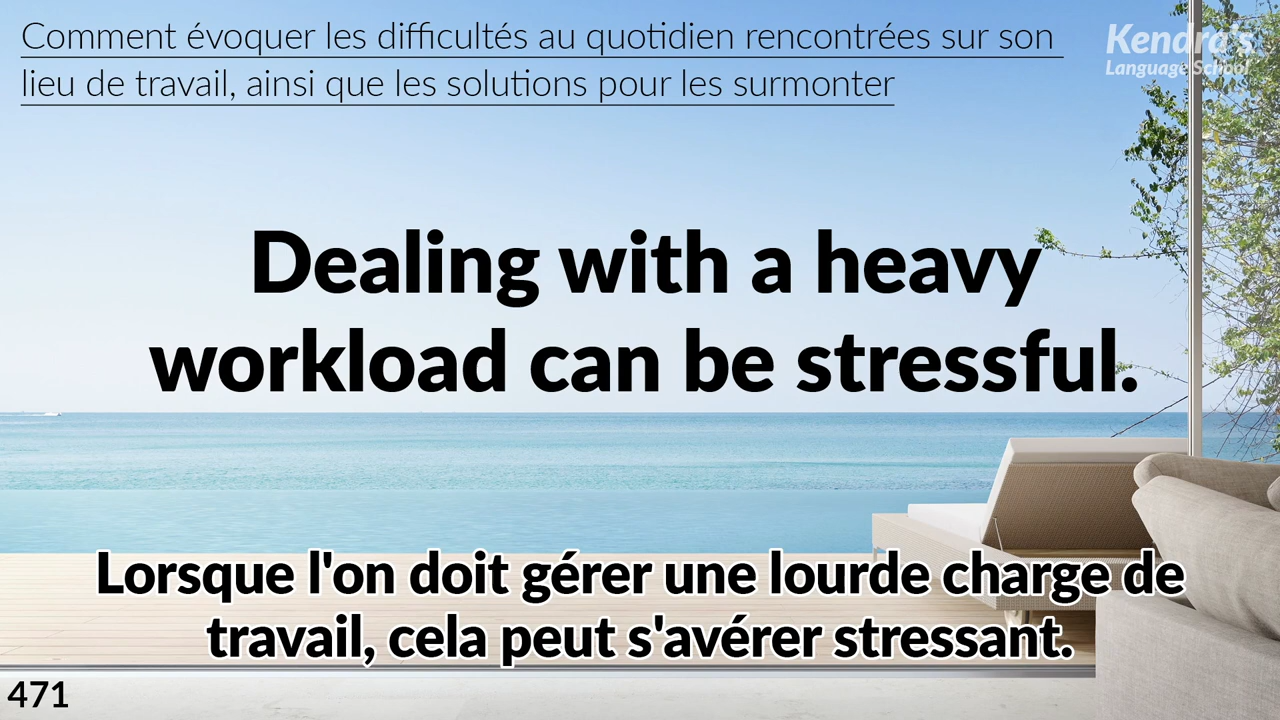 Comment évoquer les difficultés au quotidien rencontrées sur son
lieu de travail, ainsi que les solutions pour les surmonter
Kendra's
Language School
Dealing with a heavy
workload can be stressful.
Lorsque l'on doit gérer une lourde charge de
travail, cela peut s'avérer stressant.
471